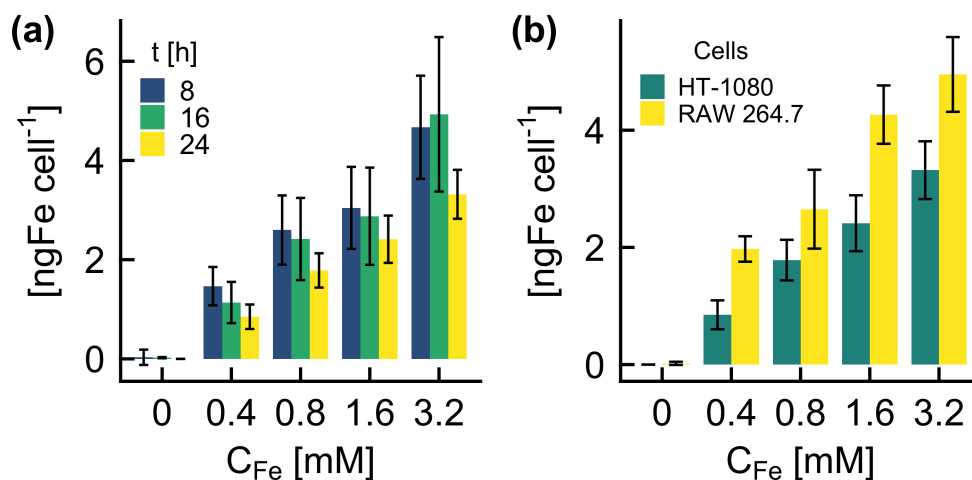 (a)
t [h]
8
16
24
[ngFe cell⁻¹]
6
4
2
0
0 0.4 0.8 1.6 3.2
C_Fe [mM]
(b)
Cells
HT-1080
RAW 264.7
[ngFe cell⁻¹]
4
2
0
0 0.4 0.8 1.6 3.2
C_Fe [mM]